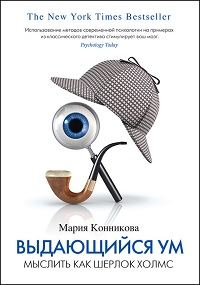 The New York Times Bestseller
Использование методов современной психологии на примерах
из классического детектива стимулирует ваш мозг.
Psychology Today
Мария Конникова
ВЫДАЮЩИЙСЯ УМ
МЫСЛИТЬ КАК ШЕРЛОК ХОЛМС